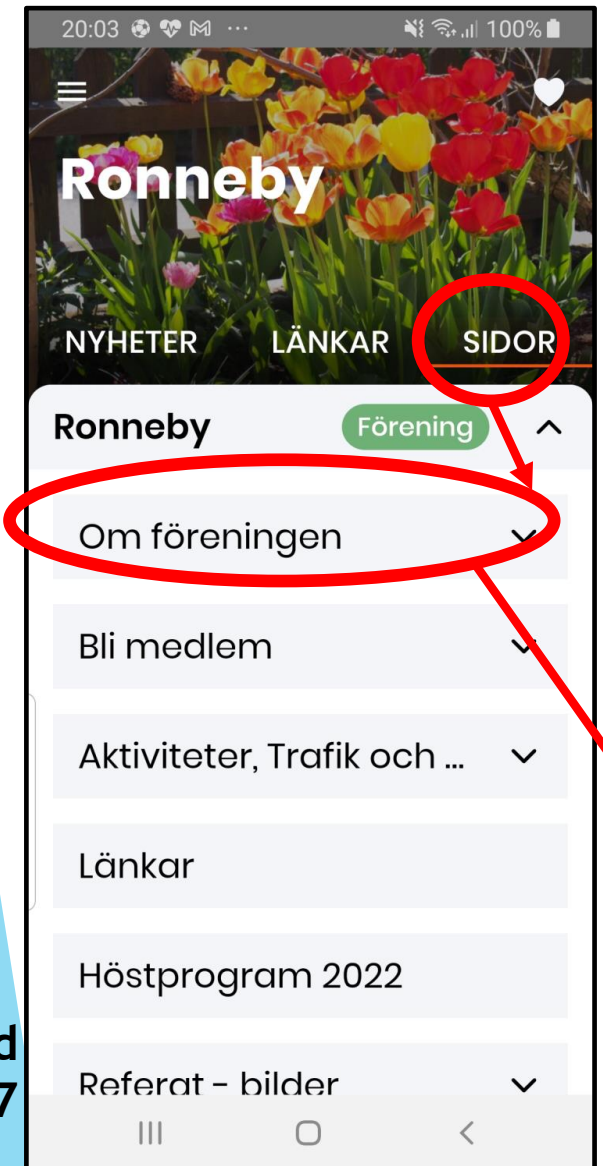 20:03 ... 100%
Ronneby
NYHETER LÄNKAR SIDOR
Ronneby Förening
Om föreningen
Bli medlem
Aktiviteter, Trafik och ...
Länkar
Höstprogram 2022
d
Referat - bilder
7